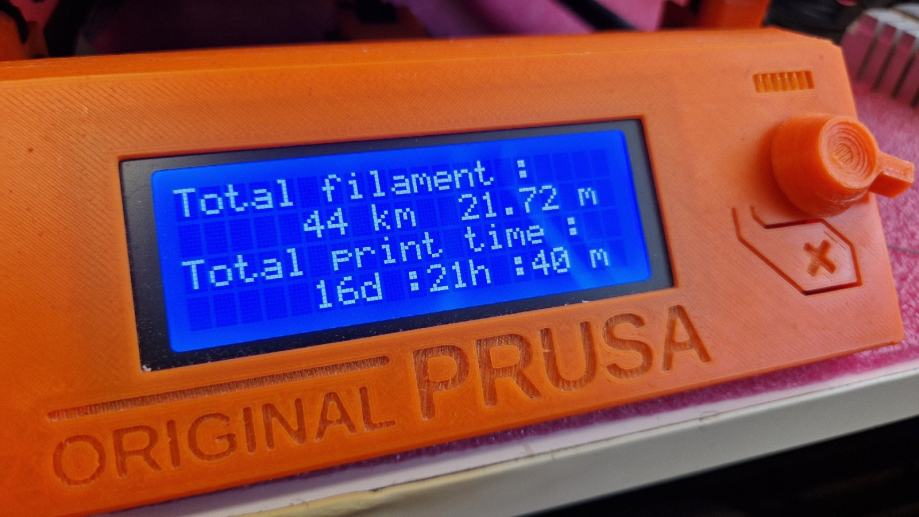 Total filament :
44 km 21.72 m
Total print time :
16d :21h :40 m
ORIGINAL PRUSA